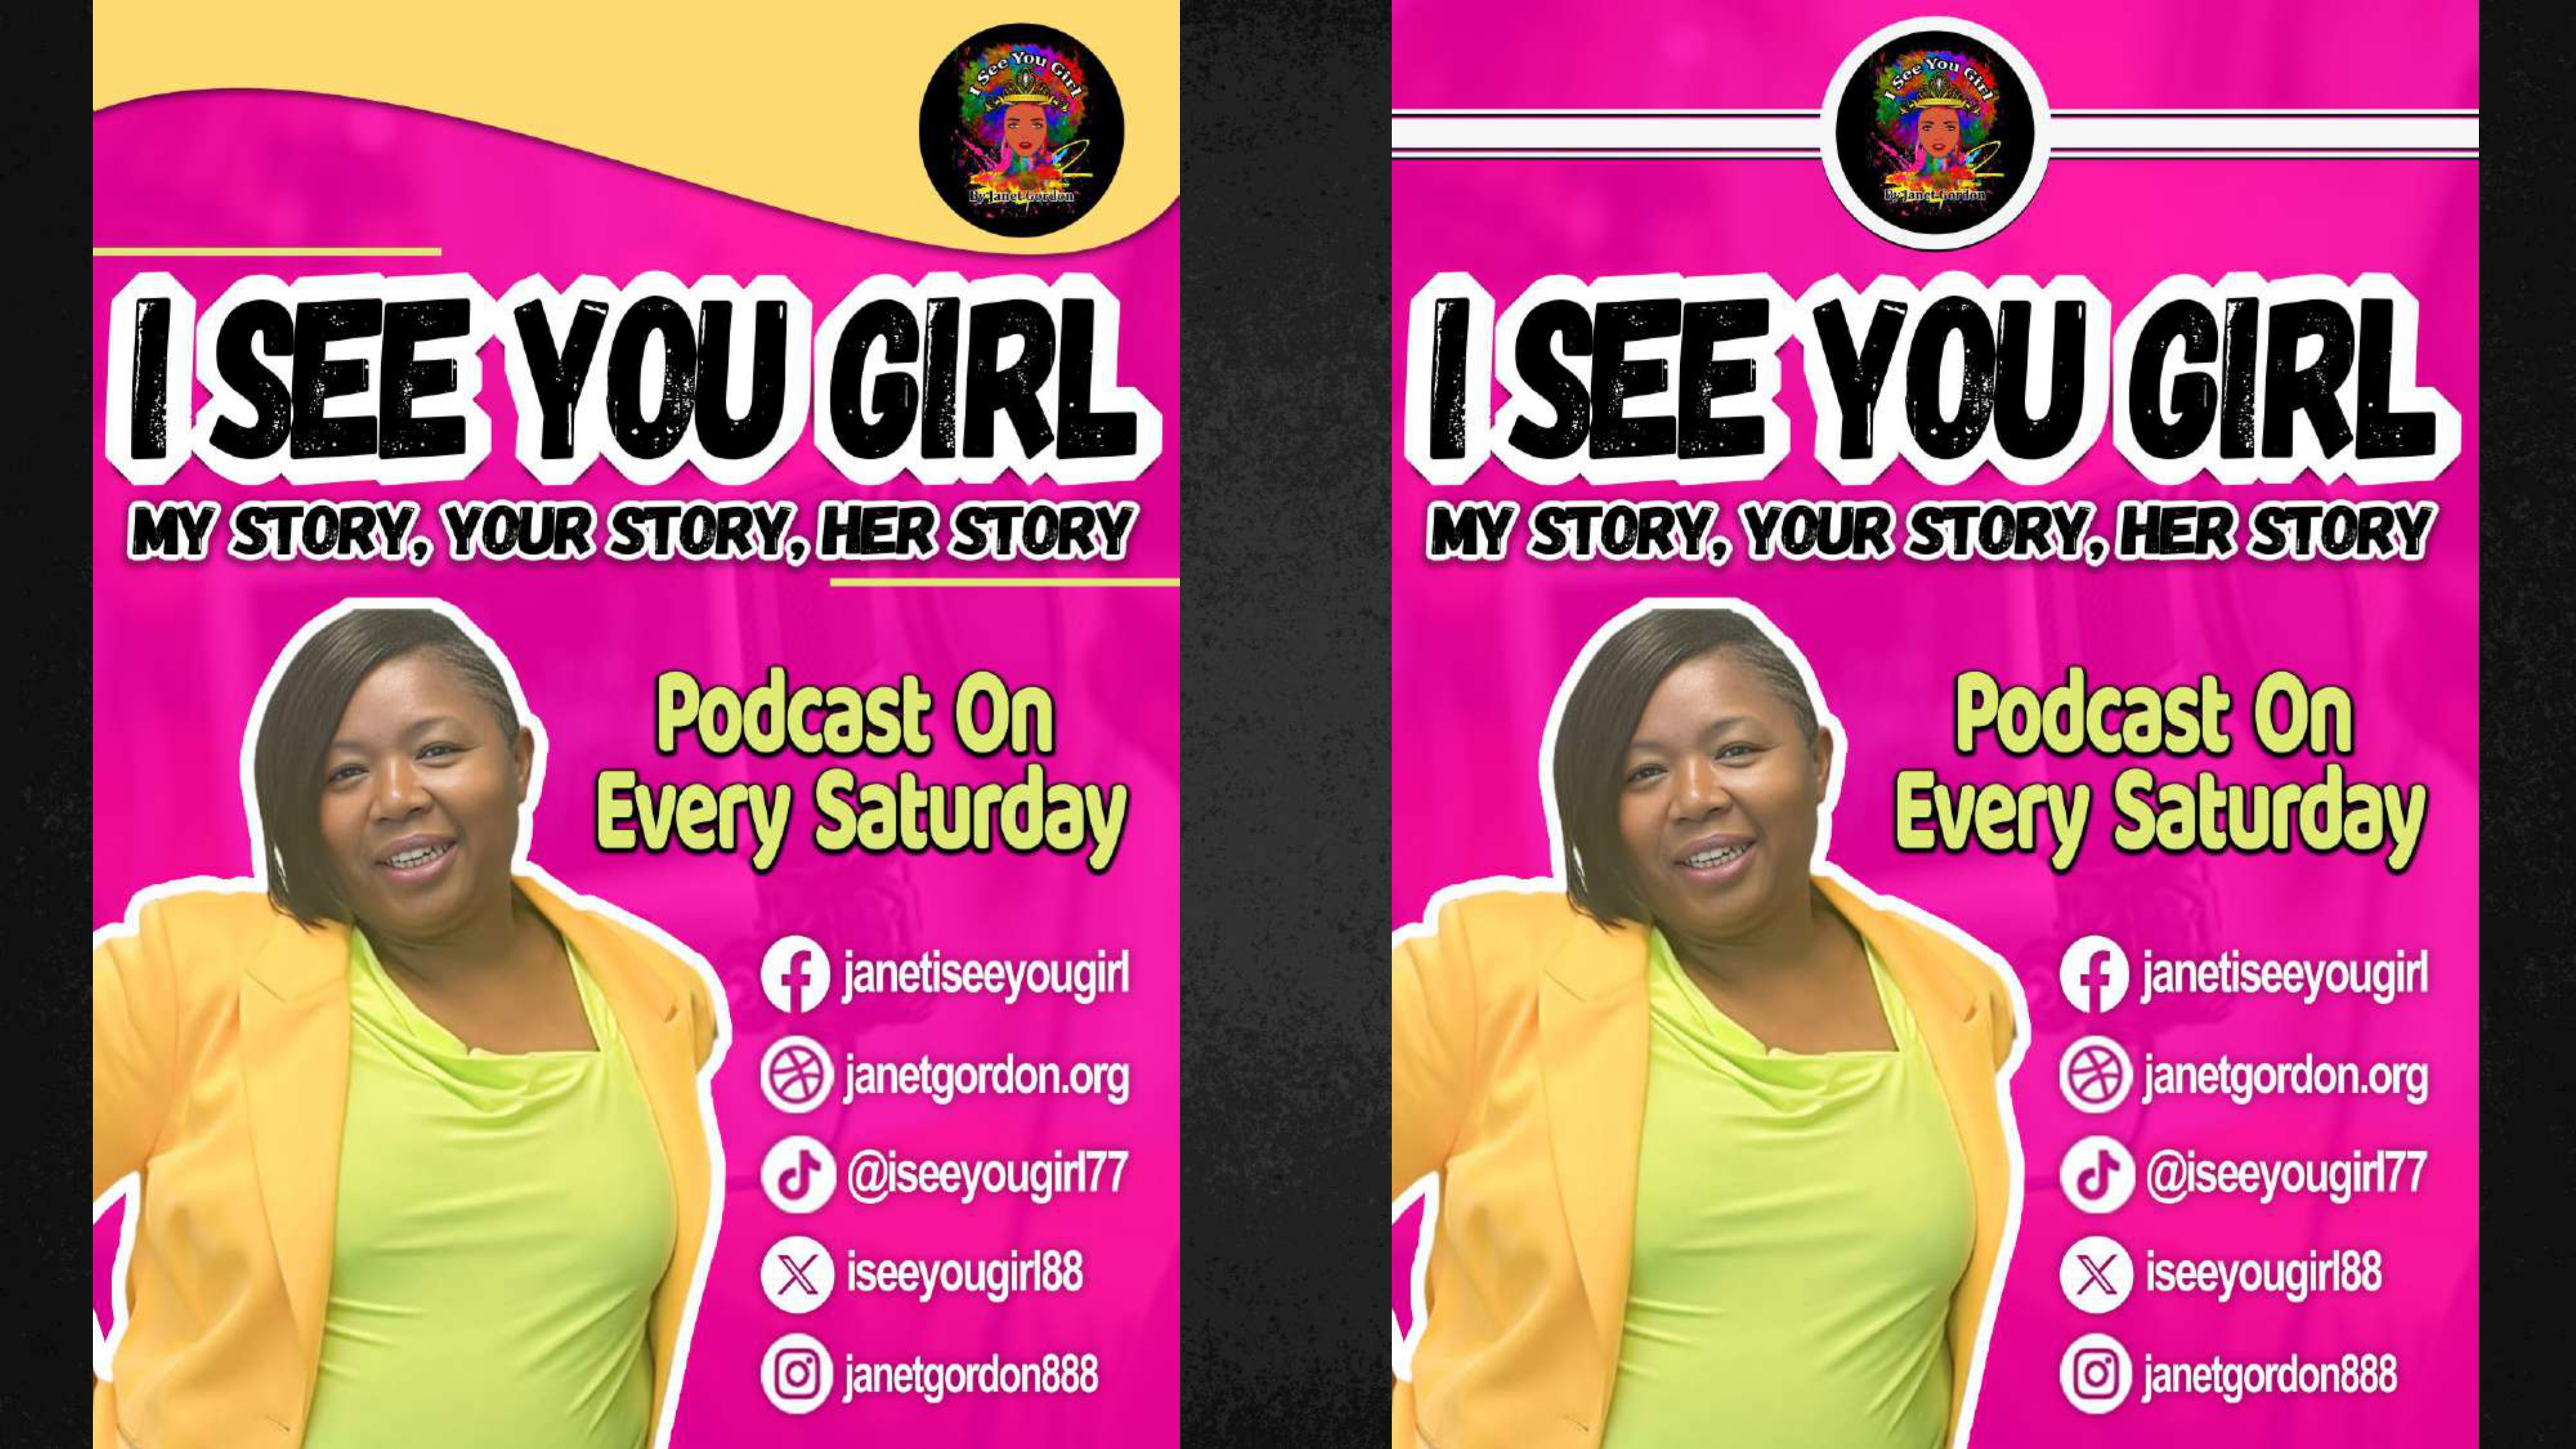 I See You Girl
By Janet Gordon
I SEE YOU GIRL
MY STORY, YOUR STORY, HER STORY
Podcast On
Every Saturday
janetiseeyougirl
janetgordon.org
@iseeyougirl77
iseeyougirl88
janetgordon888
I See You Girl
By Janet Gordon
I SEE YOU GIRL
MY STORY, YOUR STORY, HER STORY
Podcast On
Every Saturday
janetiseeyougirl
janetgordon.org
@iseeyougirl77
iseeyougirl88
janetgordon888